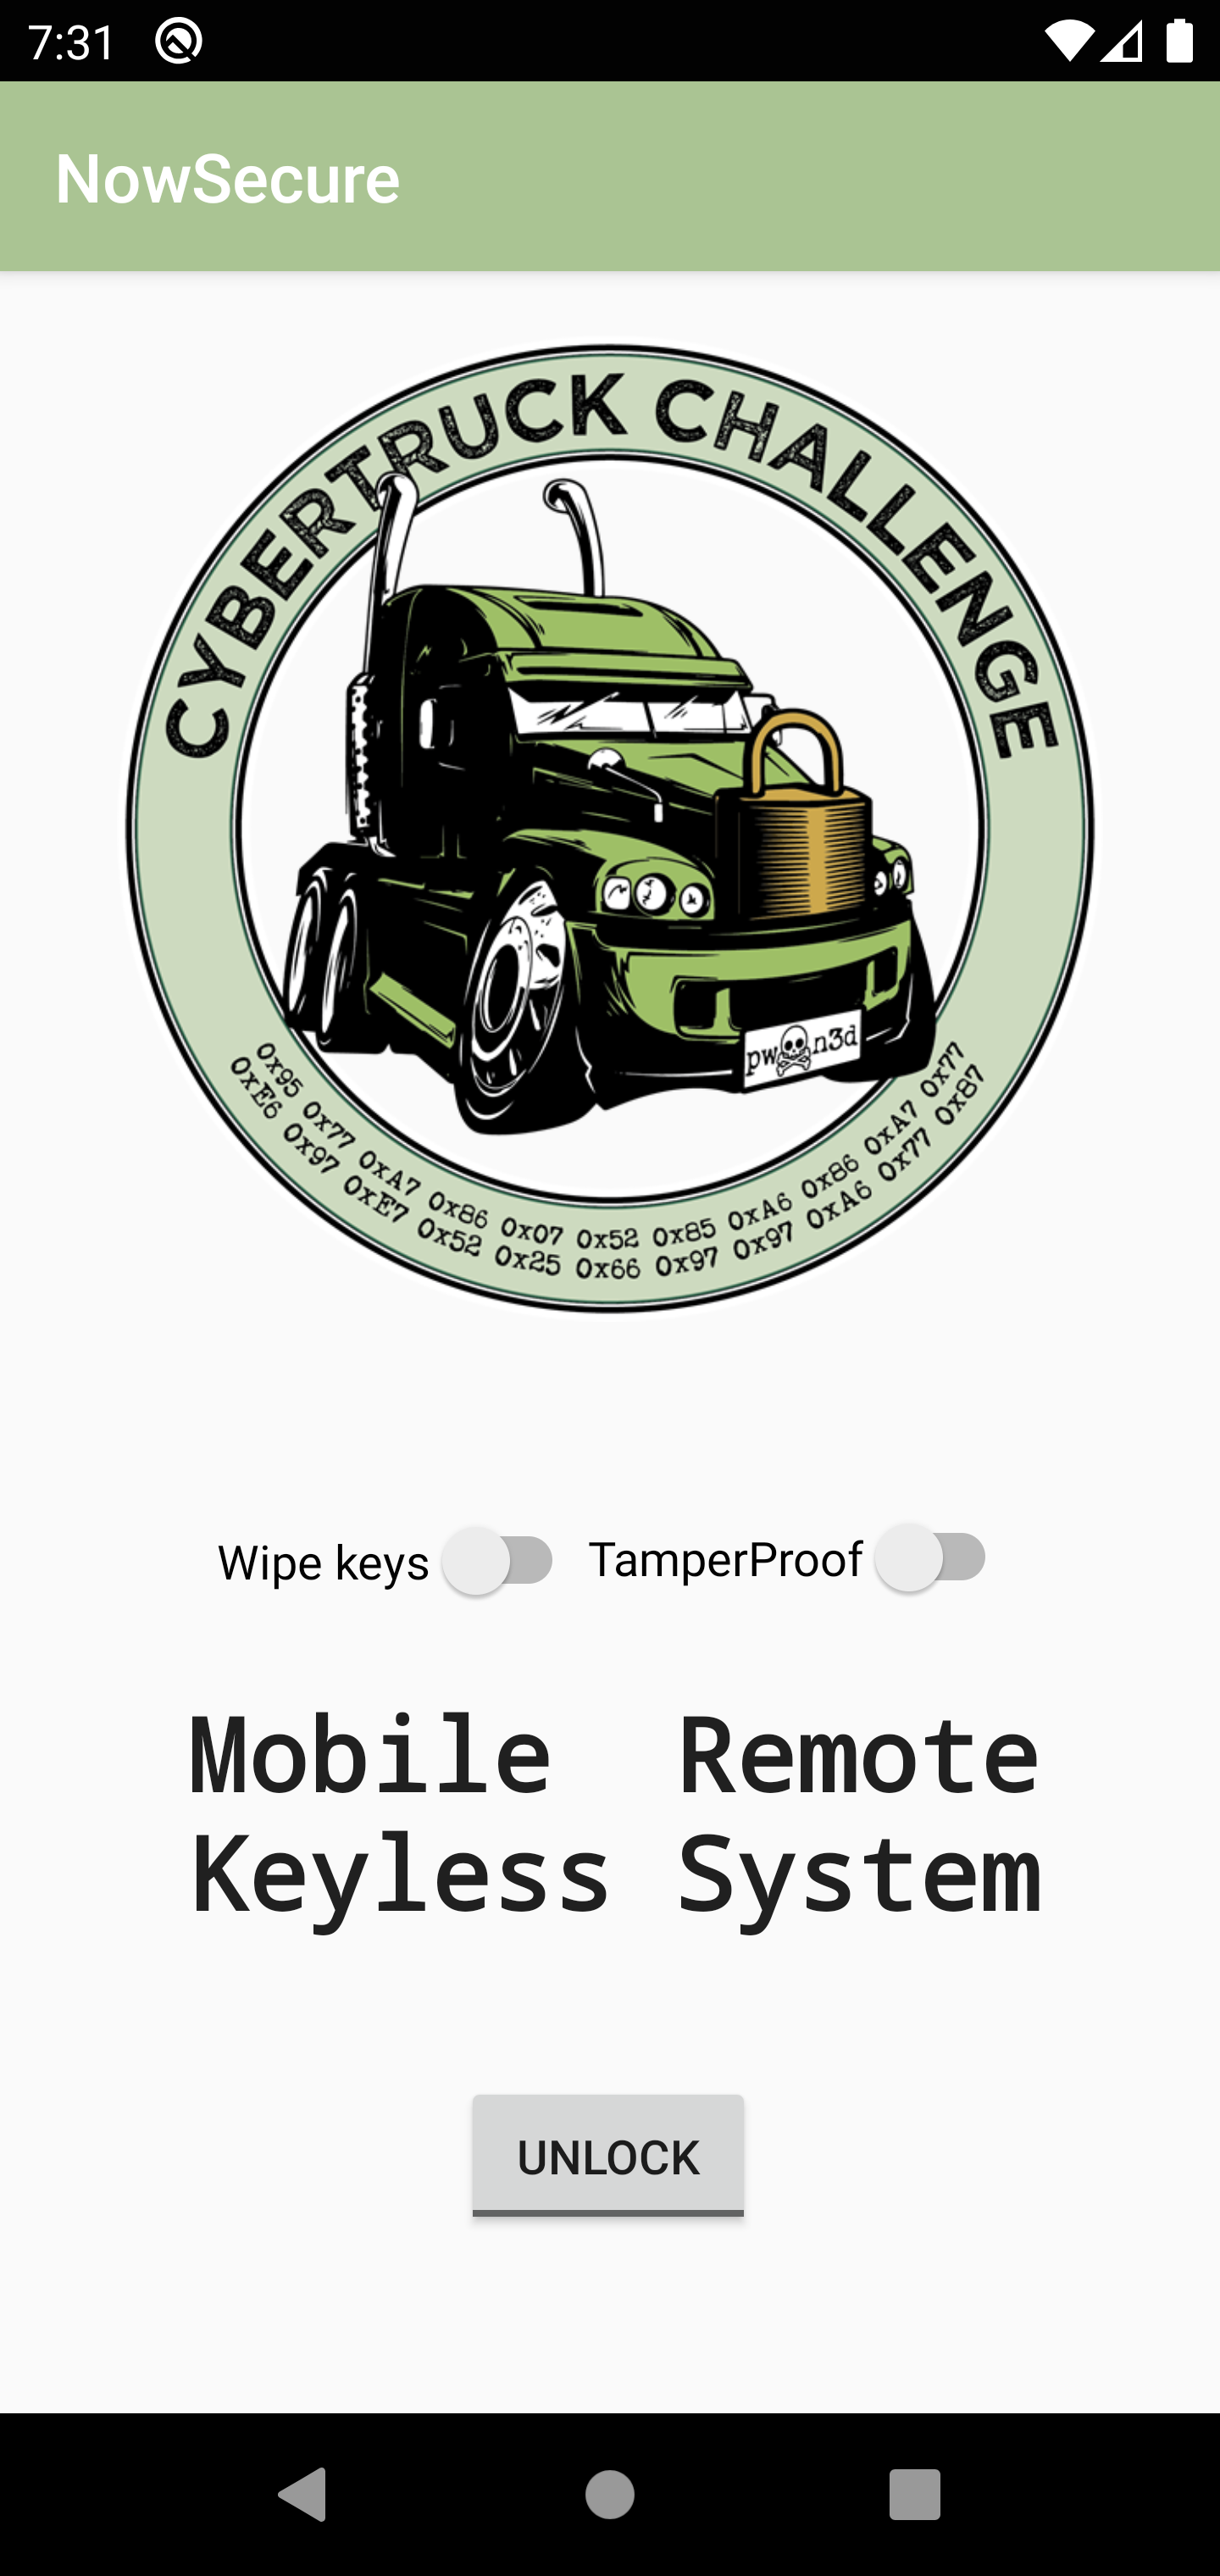 7:31
NowSecure
CYBERTRUCK CHALLENGE
pw n3d
0x95 0x77 0xA7 0x86 0x07 0x52 0x85 0xA6 0x86 0xA7 0x77
0xE6 0x97 0xE7 0x52 0x25 0x66 0x97 0x97 0xA6 0x77 0x87
Wipe keys TamperProof
Mobile Remote
Keyless System
UNLOCK